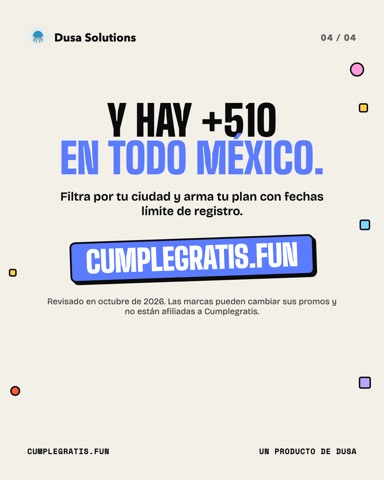 Dusa Solutions
04 / 04
Y HAY +510
EN TODO MÉXICO.
Filtra por tu ciudad y arma tu plan con fechas
límite de registro.
CUMPLEGRATIS.FUN
Revisado en octubre de 2026. Las marcas pueden cambiar sus promos y
no están afiliadas a Cumplegratis.
CUMPLEGRATIS.FUN
UN PRODUCTO DE DUSA